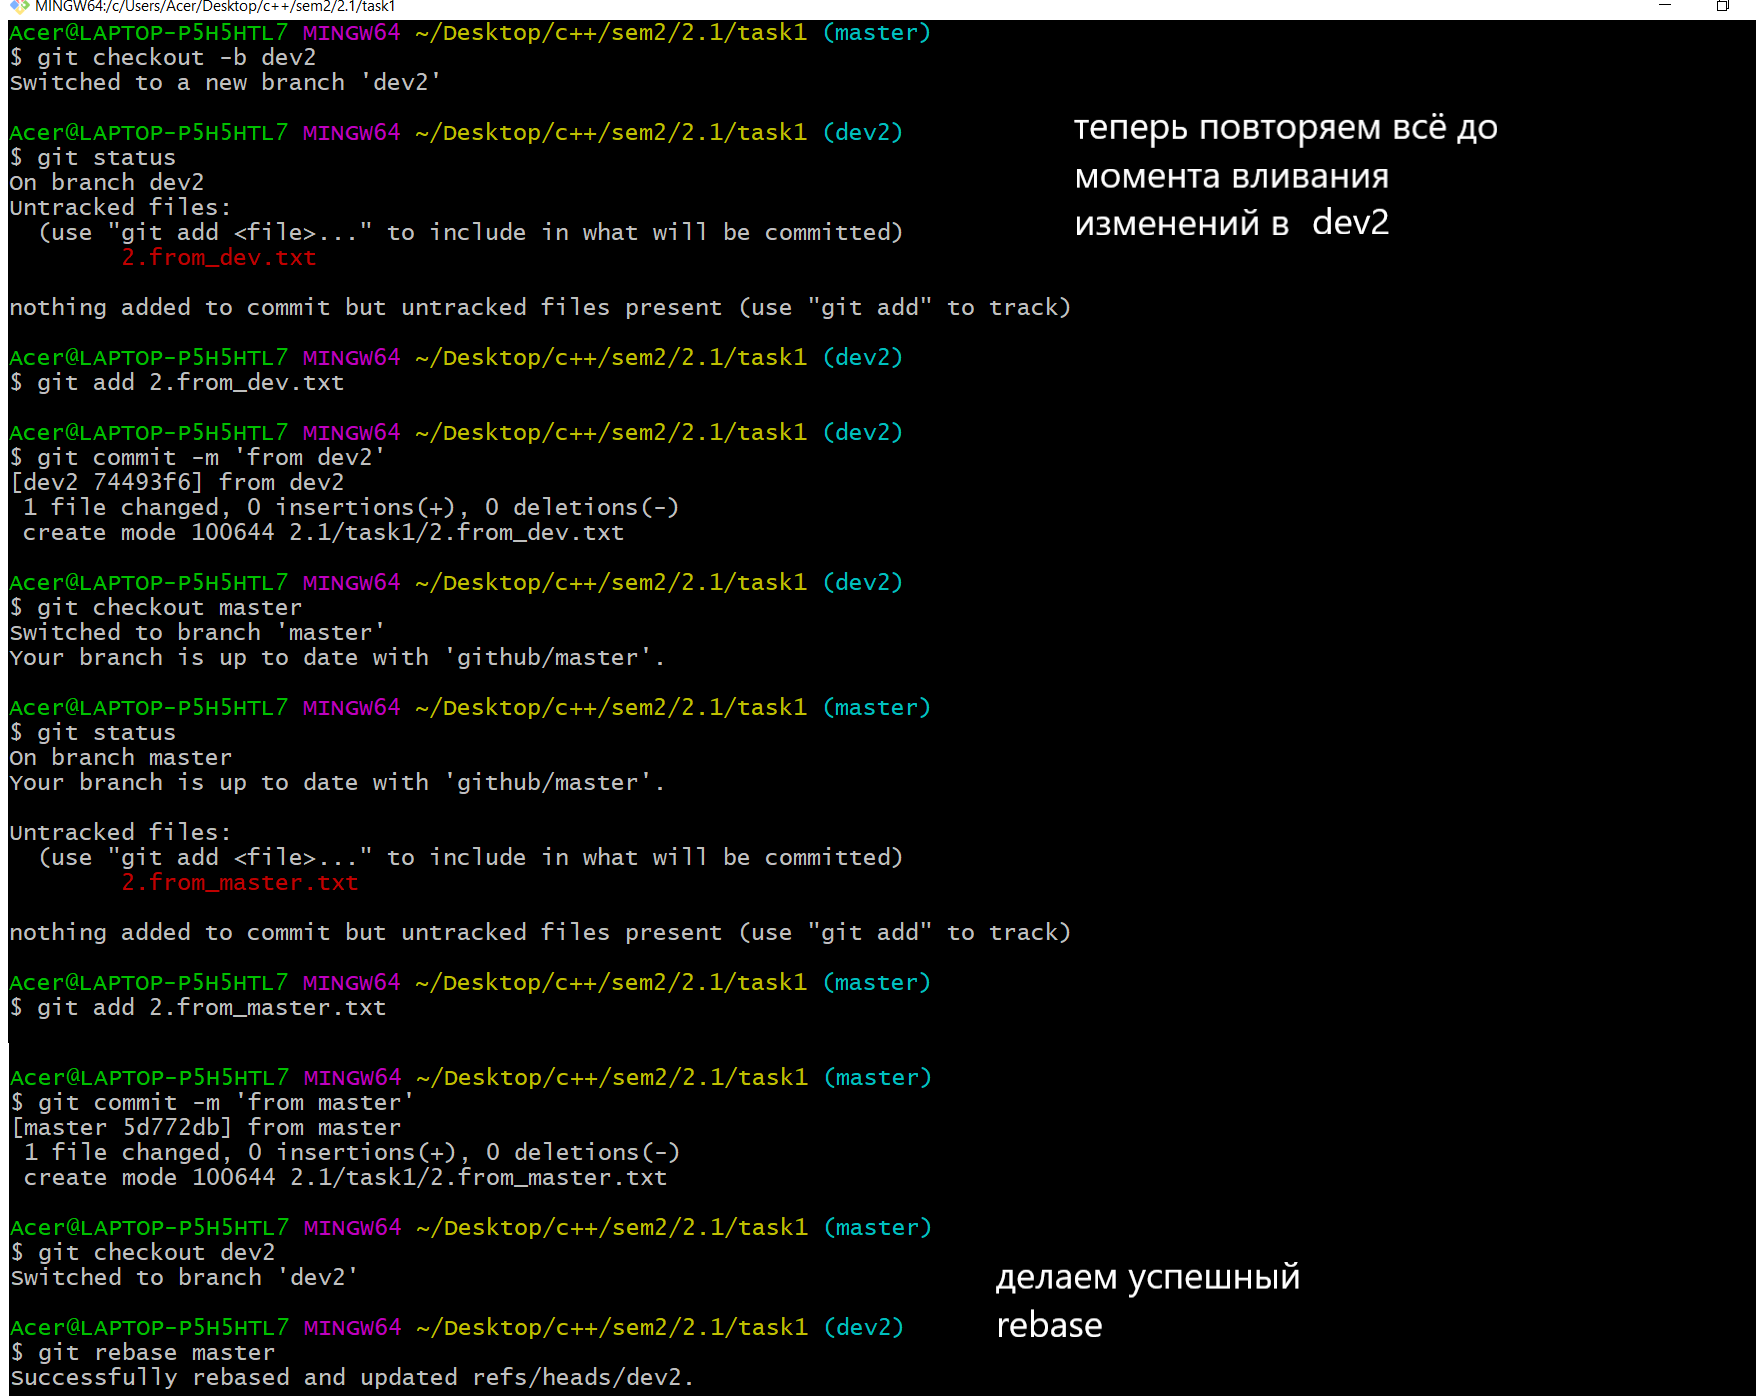 MINGW64:/c/Users/Acer/Desktop/c++/sem2/2.1/task1
Acer@LAPTOP-P5H5HTL7 MINGW64 ~/Desktop/c++/sem2/2.1/task1 (master)
$ git checkout -b dev2
Switched to a new branch 'dev2'
Acer@LAPTOP-P5H5HTL7 MINGW64 ~/Desktop/c++/sem2/2.1/task1 (dev2)
$ git status
On branch dev2
Untracked files:
  (use "git add <file>..." to include in what will be committed)
        2.from_dev.txt
теперь повторяем всё до
момента вливания
изменений в dev2
nothing added to commit but untracked files present (use "git add" to track)
Acer@LAPTOP-P5H5HTL7 MINGW64 ~/Desktop/c++/sem2/2.1/task1 (dev2)
$ git add 2.from_dev.txt
Acer@LAPTOP-P5H5HTL7 MINGW64 ~/Desktop/c++/sem2/2.1/task1 (dev2)
$ git commit -m 'from dev2'
[dev2 74493f6] from dev2
 1 file changed, 0 insertions(+), 0 deletions(-)
 create mode 100644 2.1/task1/2.from_dev.txt
Acer@LAPTOP-P5H5HTL7 MINGW64 ~/Desktop/c++/sem2/2.1/task1 (dev2)
$ git checkout master
Switched to branch 'master'
Your branch is up to date with 'github/master'.
Acer@LAPTOP-P5H5HTL7 MINGW64 ~/Desktop/c++/sem2/2.1/task1 (master)
$ git status
On branch master
Your branch is up to date with 'github/master'.
Untracked files:
  (use "git add <file>..." to include in what will be committed)
        2.from_master.txt
nothing added to commit but untracked files present (use "git add" to track)
Acer@LAPTOP-P5H5HTL7 MINGW64 ~/Desktop/c++/sem2/2.1/task1 (master)
$ git add 2.from_master.txt
Acer@LAPTOP-P5H5HTL7 MINGW64 ~/Desktop/c++/sem2/2.1/task1 (master)
$ git commit -m 'from master'
[master 5d772db] from master
 1 file changed, 0 insertions(+), 0 deletions(-)
 create mode 100644 2.1/task1/2.from_master.txt
Acer@LAPTOP-P5H5HTL7 MINGW64 ~/Desktop/c++/sem2/2.1/task1 (master)
$ git checkout dev2
Switched to branch 'dev2'
делаем успешный
rebase
Acer@LAPTOP-P5H5HTL7 MINGW64 ~/Desktop/c++/sem2/2.1/task1 (dev2)
$ git rebase master
Successfully rebased and updated refs/heads/dev2.